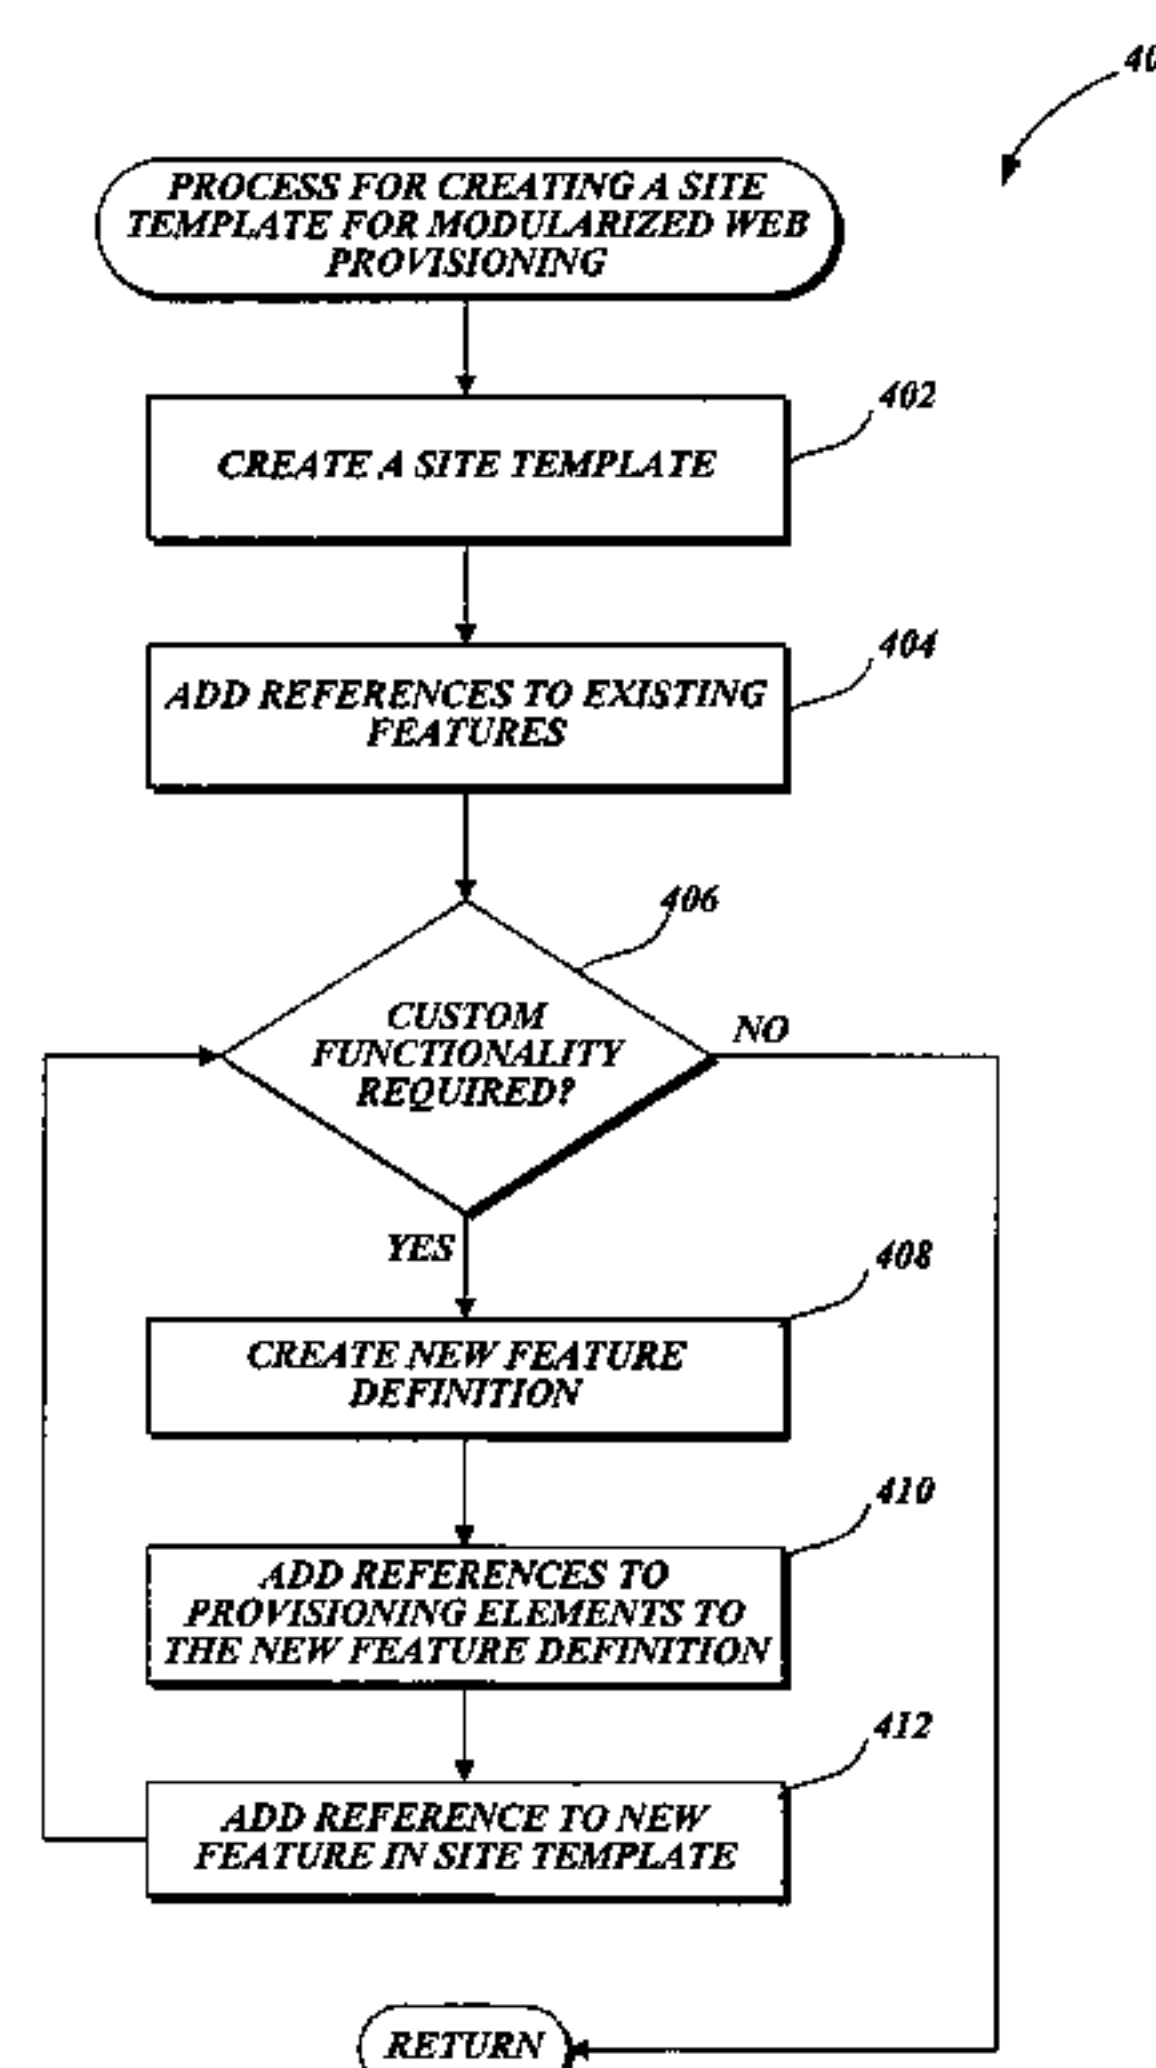 40
PROCESS FOR CREATING A SITE
TEMPLATE FOR MODULARIZED WEB
PROVISIONING
402
CREATE A SITE TEMPLATE
404
ADD REFERENCES TO EXISTING
FEATURES
406
CUSTOM
FUNCTIONALITY
REQUIRED?
NO
YES
408
CREATE NEW FEATURE
DEFINITION
410
ADD REFERENCES TO
PROVISIONING ELEMENTS TO
THE NEW FEATURE DEFINITION
412
ADD REFERENCE TO NEW
FEATURE IN SITE TEMPLATE
RETURN